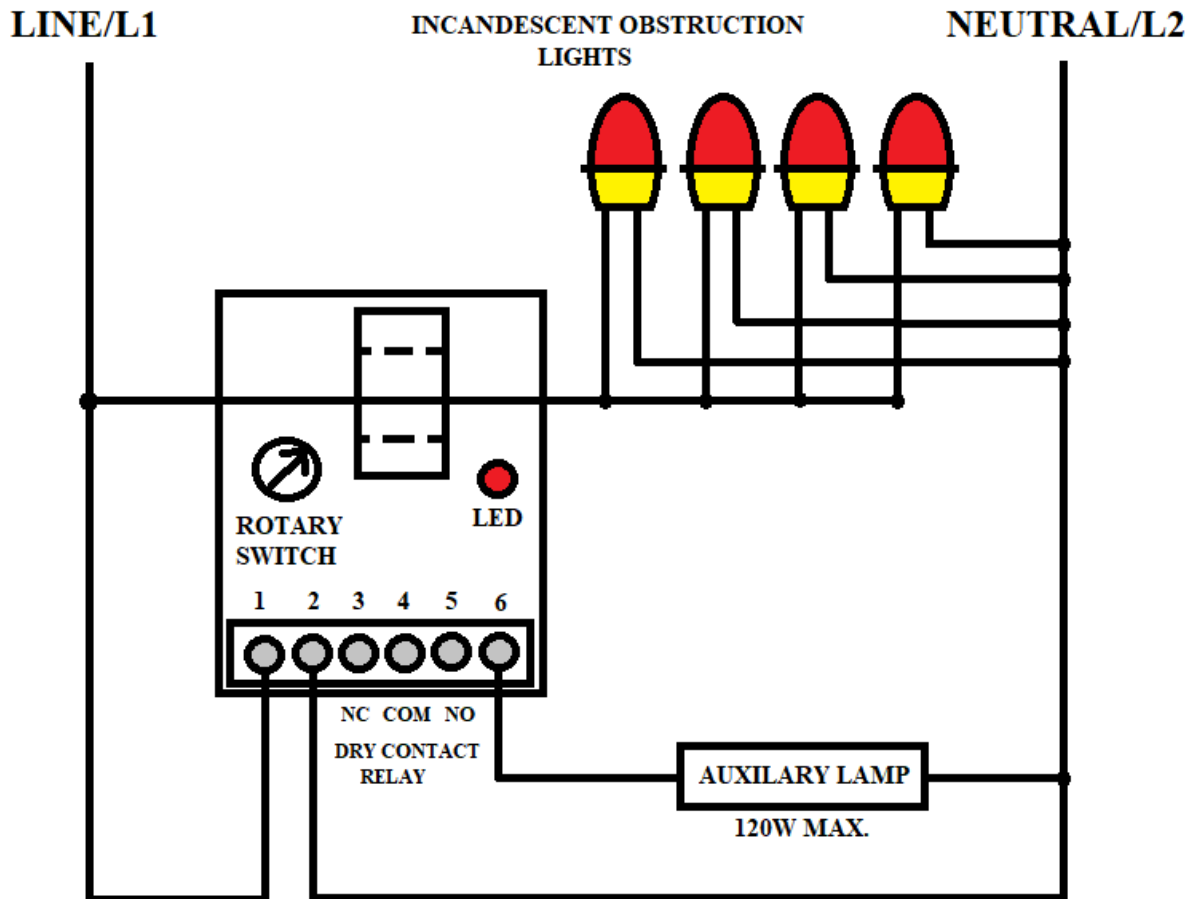 LINE/L1
INCANDESCENT OBSTRUCTION
LIGHTS
NEUTRAL/L2
ROTARY
SWITCH
LED
1 2 3 4 5 6
NC COM NO
DRY CONTACT
RELAY
AUXILARY LAMP
120W MAX.